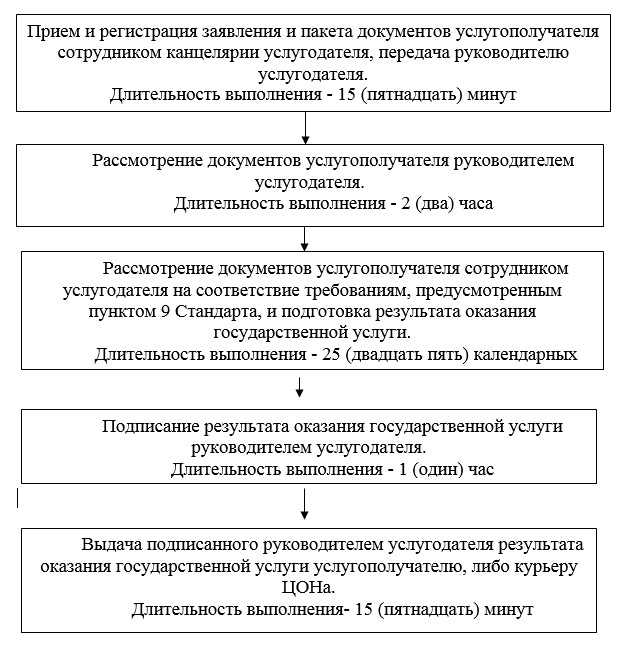 Прием и регистрация заявления и пакета документов услугополучателя
сотрудником канцелярии услугодателя, передача руководителю
услугодателя.
Длительность выполнения - 15 (пятнадцать) минут
Рассмотрение документов услугополучателя руководителем
услугодателя.
Длительность выполнения - 2 (два) часа
Рассмотрение документов услугополучателя сотрудником
услугодателя на соответствие требованиям, предусмотренным
пунктом 9 Стандарта, и подготовка результата оказания
государственной услуги.
Длительность выполнения - 25 (двадцать пять) календарных
Подписание результата оказания государственной услуги
руководителем услугодателя.
Длительность выполнения - 1 (один) час
Выдача подписанного руководителем услугодателя результата
оказания государственной услуги услугополучателю, либо курьеру
ЦОНа.
Длительность выполнения- 15 (пятнадцать) минут